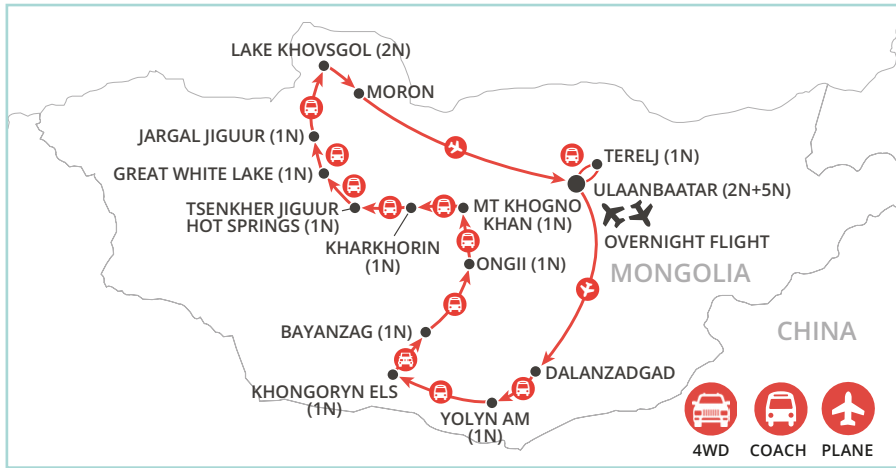 LAKE KHOVSGOL (2N)
MORON
JARGAL JIGUUR (1N)
TERELJ (1N)
GREAT WHITE LAKE (1N)
ULAANBAATAR (2N+5N)
TSENKHER JIGUUR
HOT SPRINGS (1N)
MT KHOGNO
KHAN (1N)
KHARKHORIN
(1N)
OVERNIGHT FLIGHT
ONGII (1N)
MONGOLIA
BAYANZAG (1N)
CHINA
DALANZADGAD
KHONGORYN ELS
(1N)
YOLYN AM
(1N)
4WD
COACH
PLANE